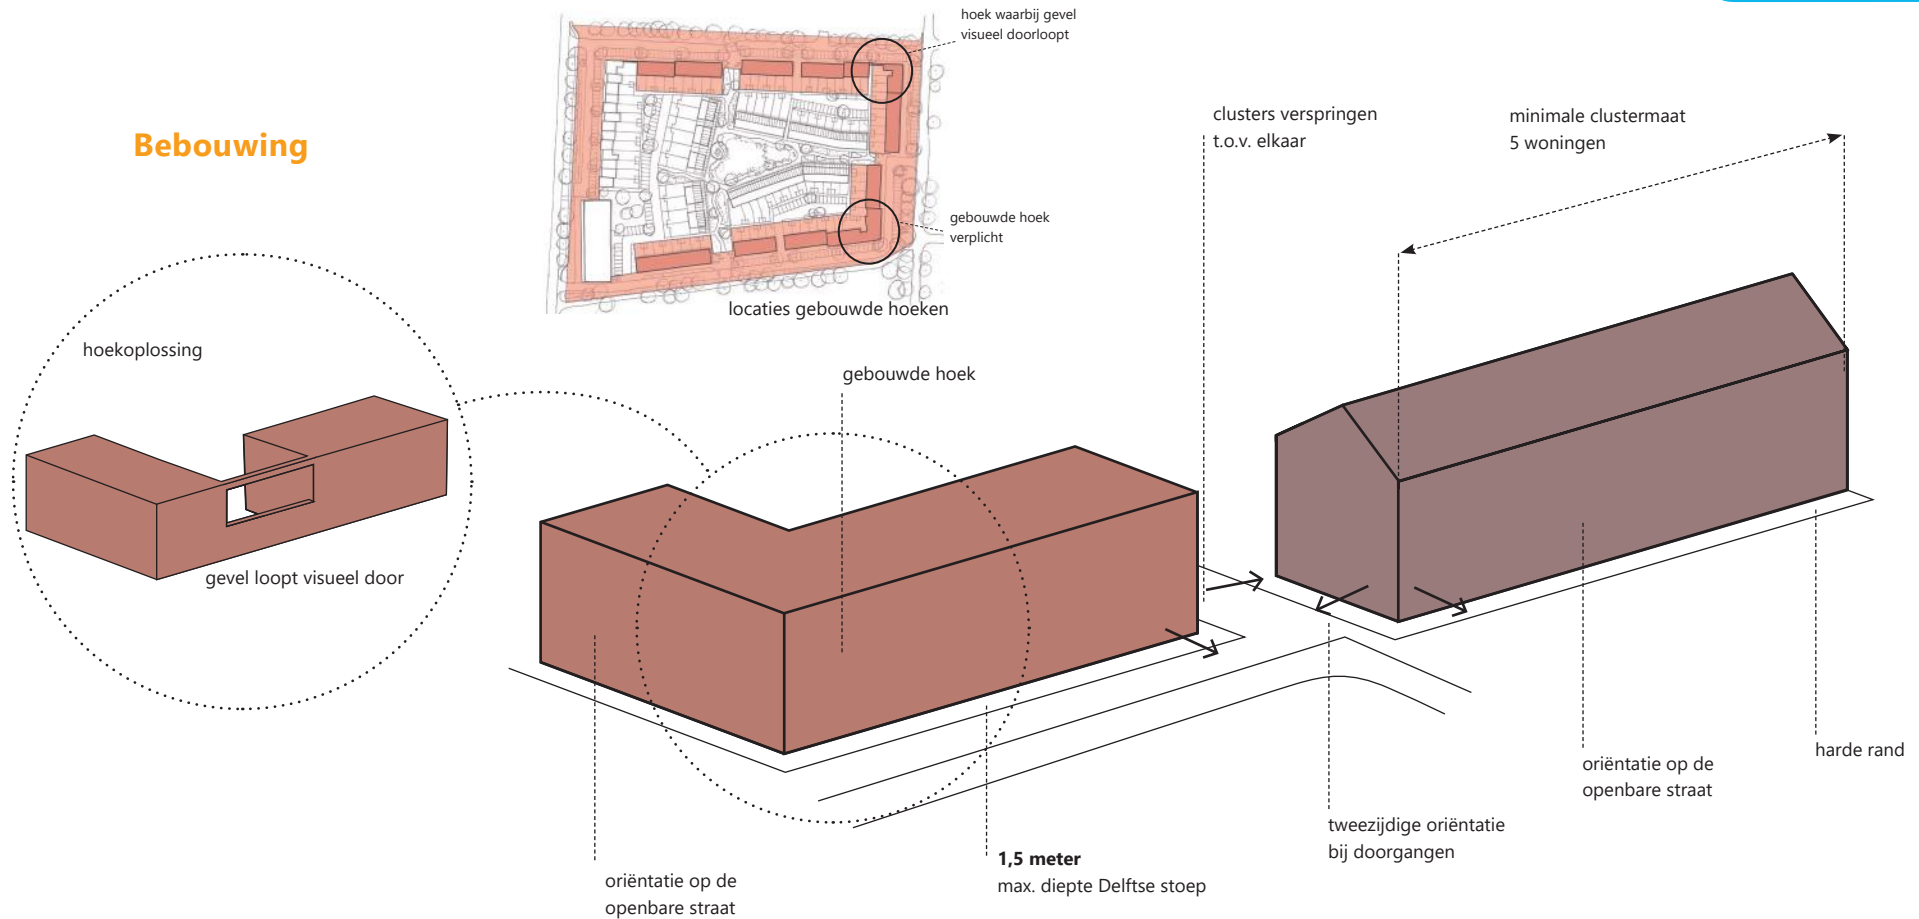 hoek waarbij gevel
visueel doorloopt
Bebouwing
clusters verspringen
t.o.v. elkaar
minimale clustermaat
5 woningen
gebouwde hoek
verplicht
locaties gebouwde hoeken
hoekoplossing
gebouwde hoek
gevel loopt visueel door
harde rand
oriëntatie op de
openbare straat
tweezijdige oriëntatie
bij doorgangen
1,5 meter
max. diepte Delftse stoep
oriëntatie op de
openbare straat